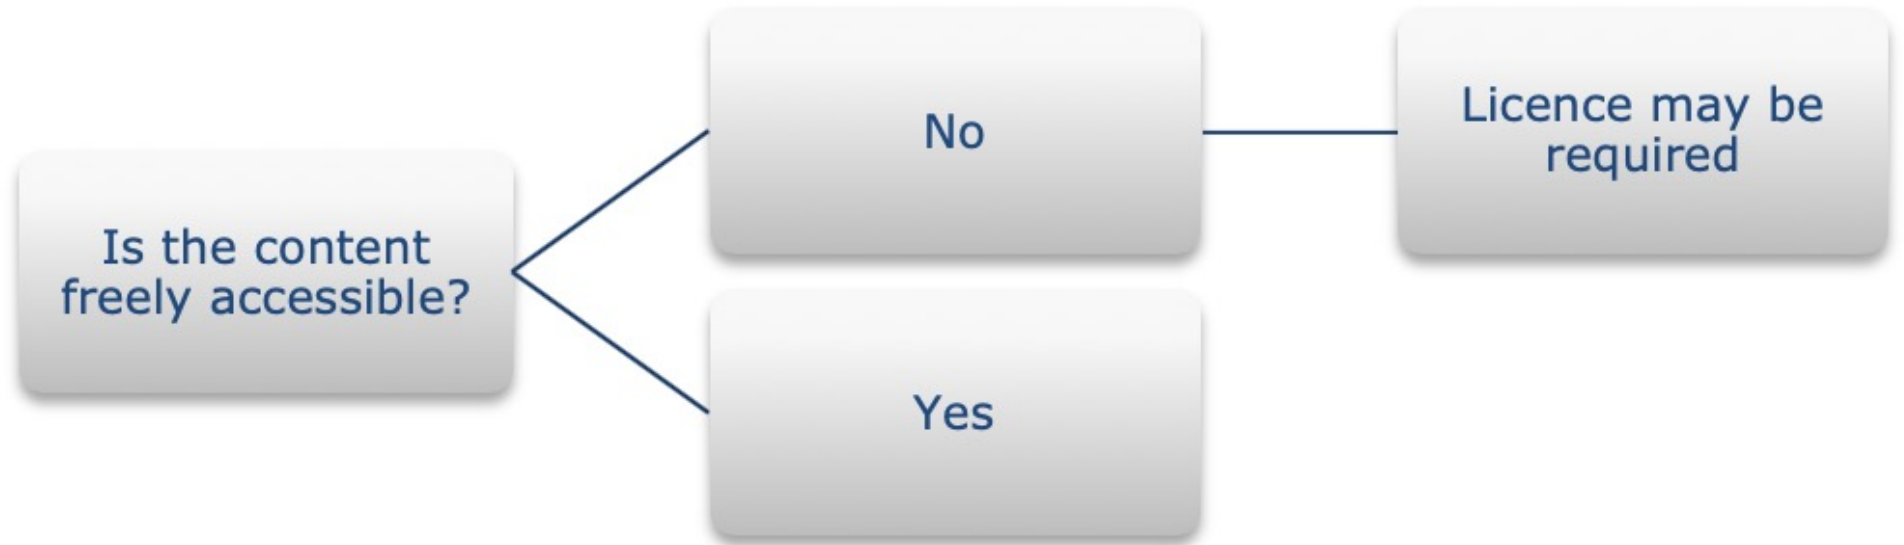 Is the content
freely accessible?
No
Licence may be
required
Yes